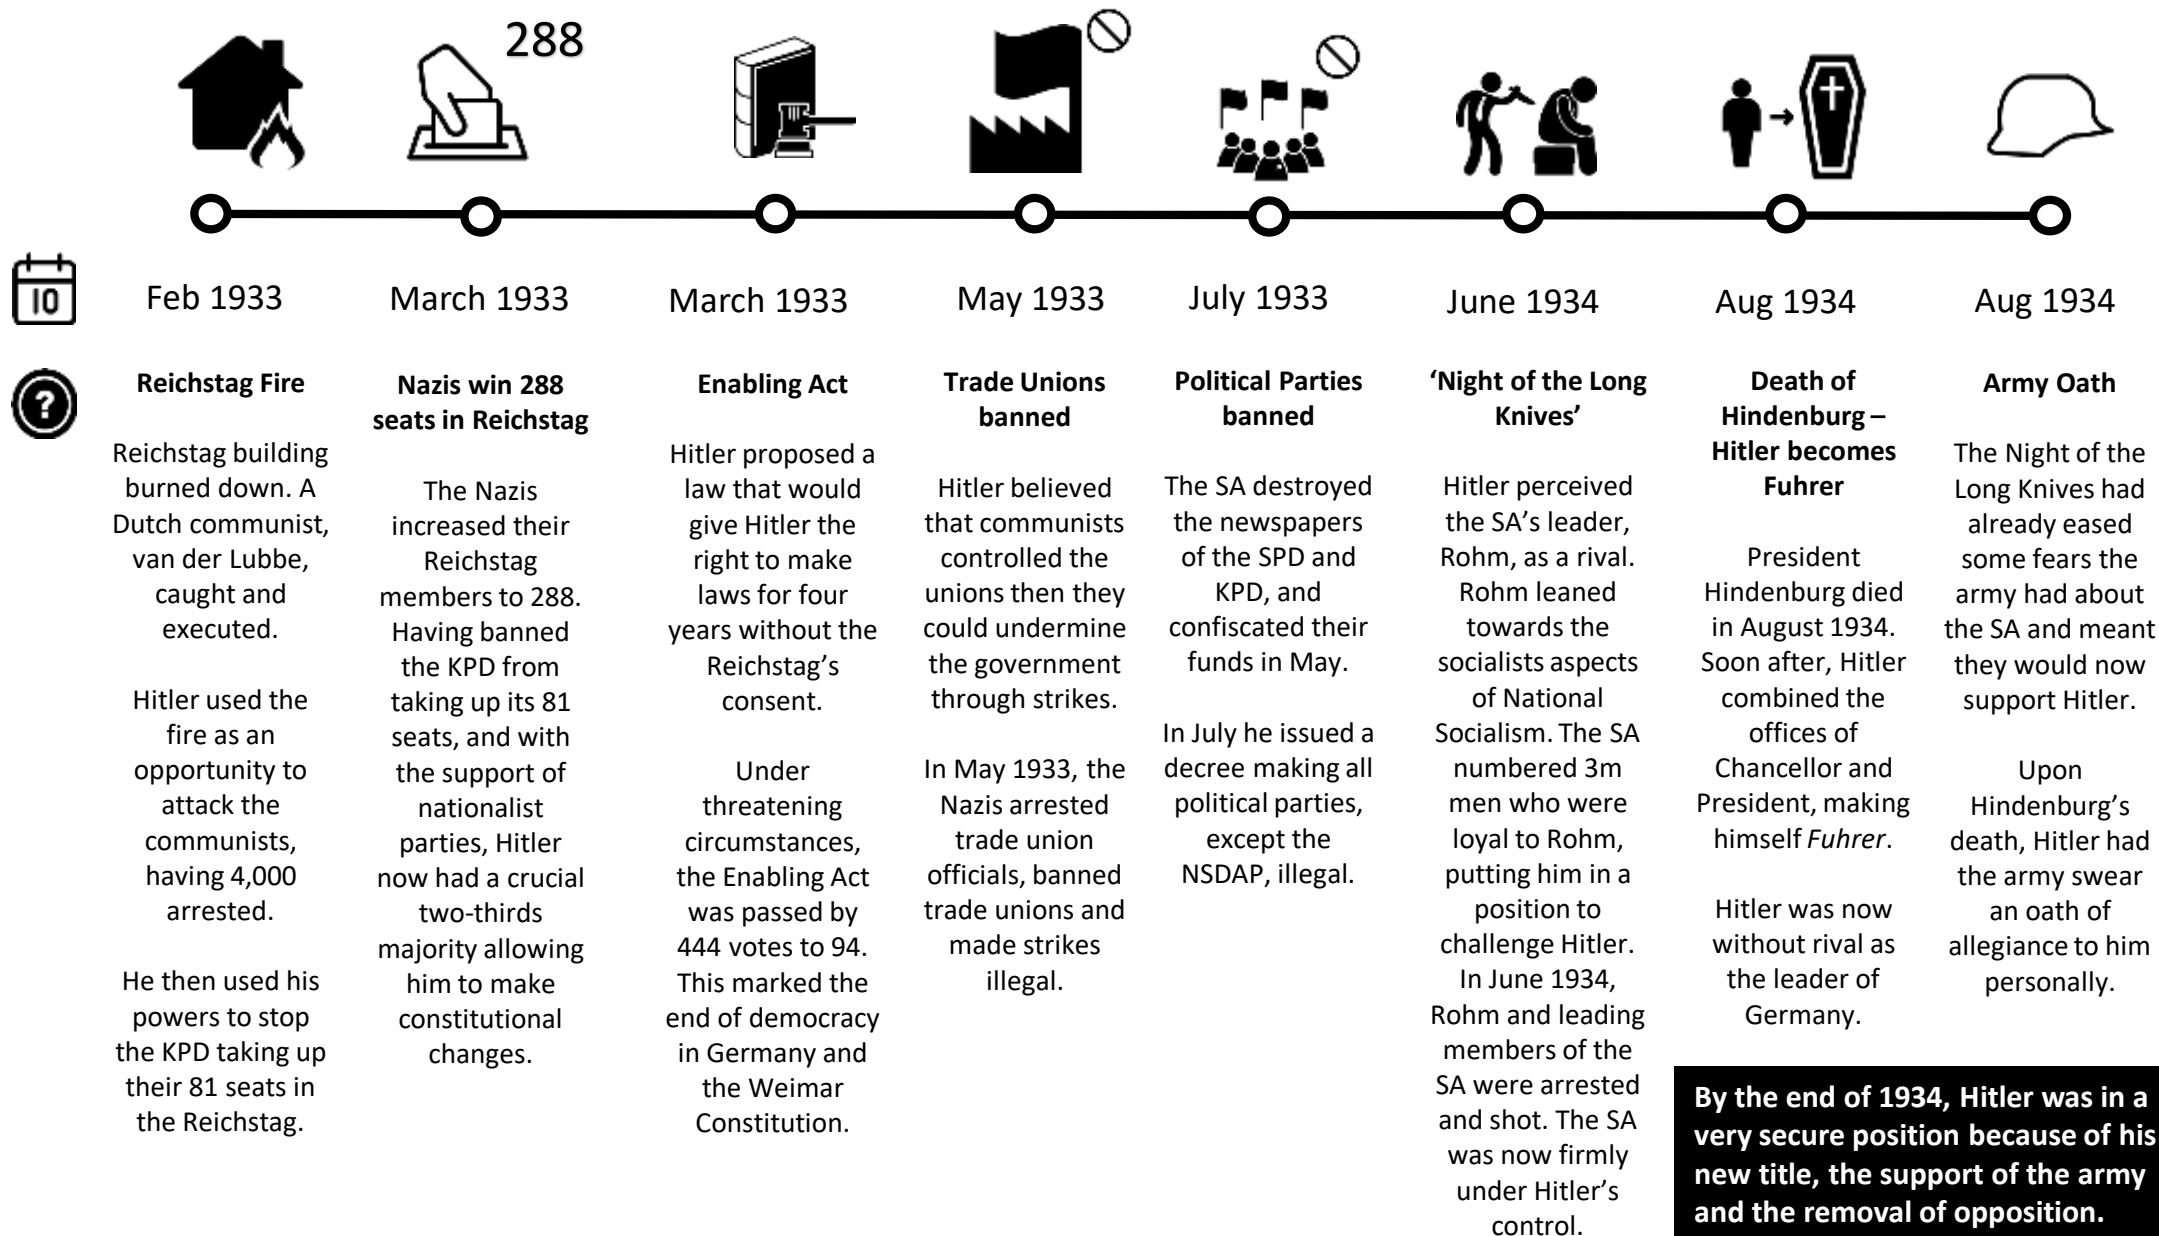 288
10
Feb 1933
March 1933
March 1933
May 1933
July 1933
June 1934
Aug 1934
Aug 1934
?
Reichstag Fire
Reichstag building
burned down. A
Dutch communist,
van der Lubbe,
caught and
executed.
Hitler used the
fire as an
opportunity to
attack the
communists,
having 4,000
arrested.
He then used his
powers to stop
the KPD taking up
their 81 seats in
the Reichstag.
Nazis win 288
seats in Reichstag
The Nazis
increased their
Reichstag
members to 288.
Having banned
the KPD from
taking up its 81
seats, and with
the support of
nationalist
parties, Hitler
now had a crucial
two-thirds
majority allowing
him to make
constitutional
changes.
Enabling Act
Hitler proposed a
law that would
give Hitler the
right to make
laws for four
years without the
Reichstag’s
consent.
Under
threatening
circumstances,
the Enabling Act
was passed by
444 votes to 94.
This marked the
end of democracy
in Germany and
the Weimar
Constitution.
Trade Unions
banned
Hitler believed
that communists
controlled the
unions then they
could undermine
the government
through strikes.
In May 1933, the
Nazis arrested
trade union
officials, banned
trade unions and
made strikes
illegal.
Political Parties
banned
The SA destroyed
the newspapers
of the SPD and
KPD, and
confiscated their
funds in May.
In July he issued a
decree making all
political parties,
except the
NSDAP, illegal.
‘Night of the Long
Knives’
Hitler perceived
the SA’s leader,
Rohm, as a rival.
Rohm leaned
towards the
socialists aspects
of National
Socialism. The SA
numbered 3m
men who were
loyal to Rohm,
putting him in a
position to
challenge Hitler.
In June 1934,
Rohm and leading
members of the
SA were arrested
and shot. The SA
was now firmly
under Hitler’s
control.
Death of
Hindenburg –
Hitler becomes
Fuhrer
President
Hindenburg died
in August 1934.
Soon after, Hitler
combined the
offices of
Chancellor and
President, making
himself Fuhrer.
Hitler was now
without rival as
the leader of
Germany.
Army Oath
The Night of the
Long Knives had
already eased
some fears the
army had about
the SA and meant
they would now
support Hitler.
Upon
Hindenburg’s
death, Hitler had
the army swear
an oath of
allegiance to him
personally.
By the end of 1934, Hitler was in a
very secure position because of his
new title, the support of the army
and the removal of opposition.